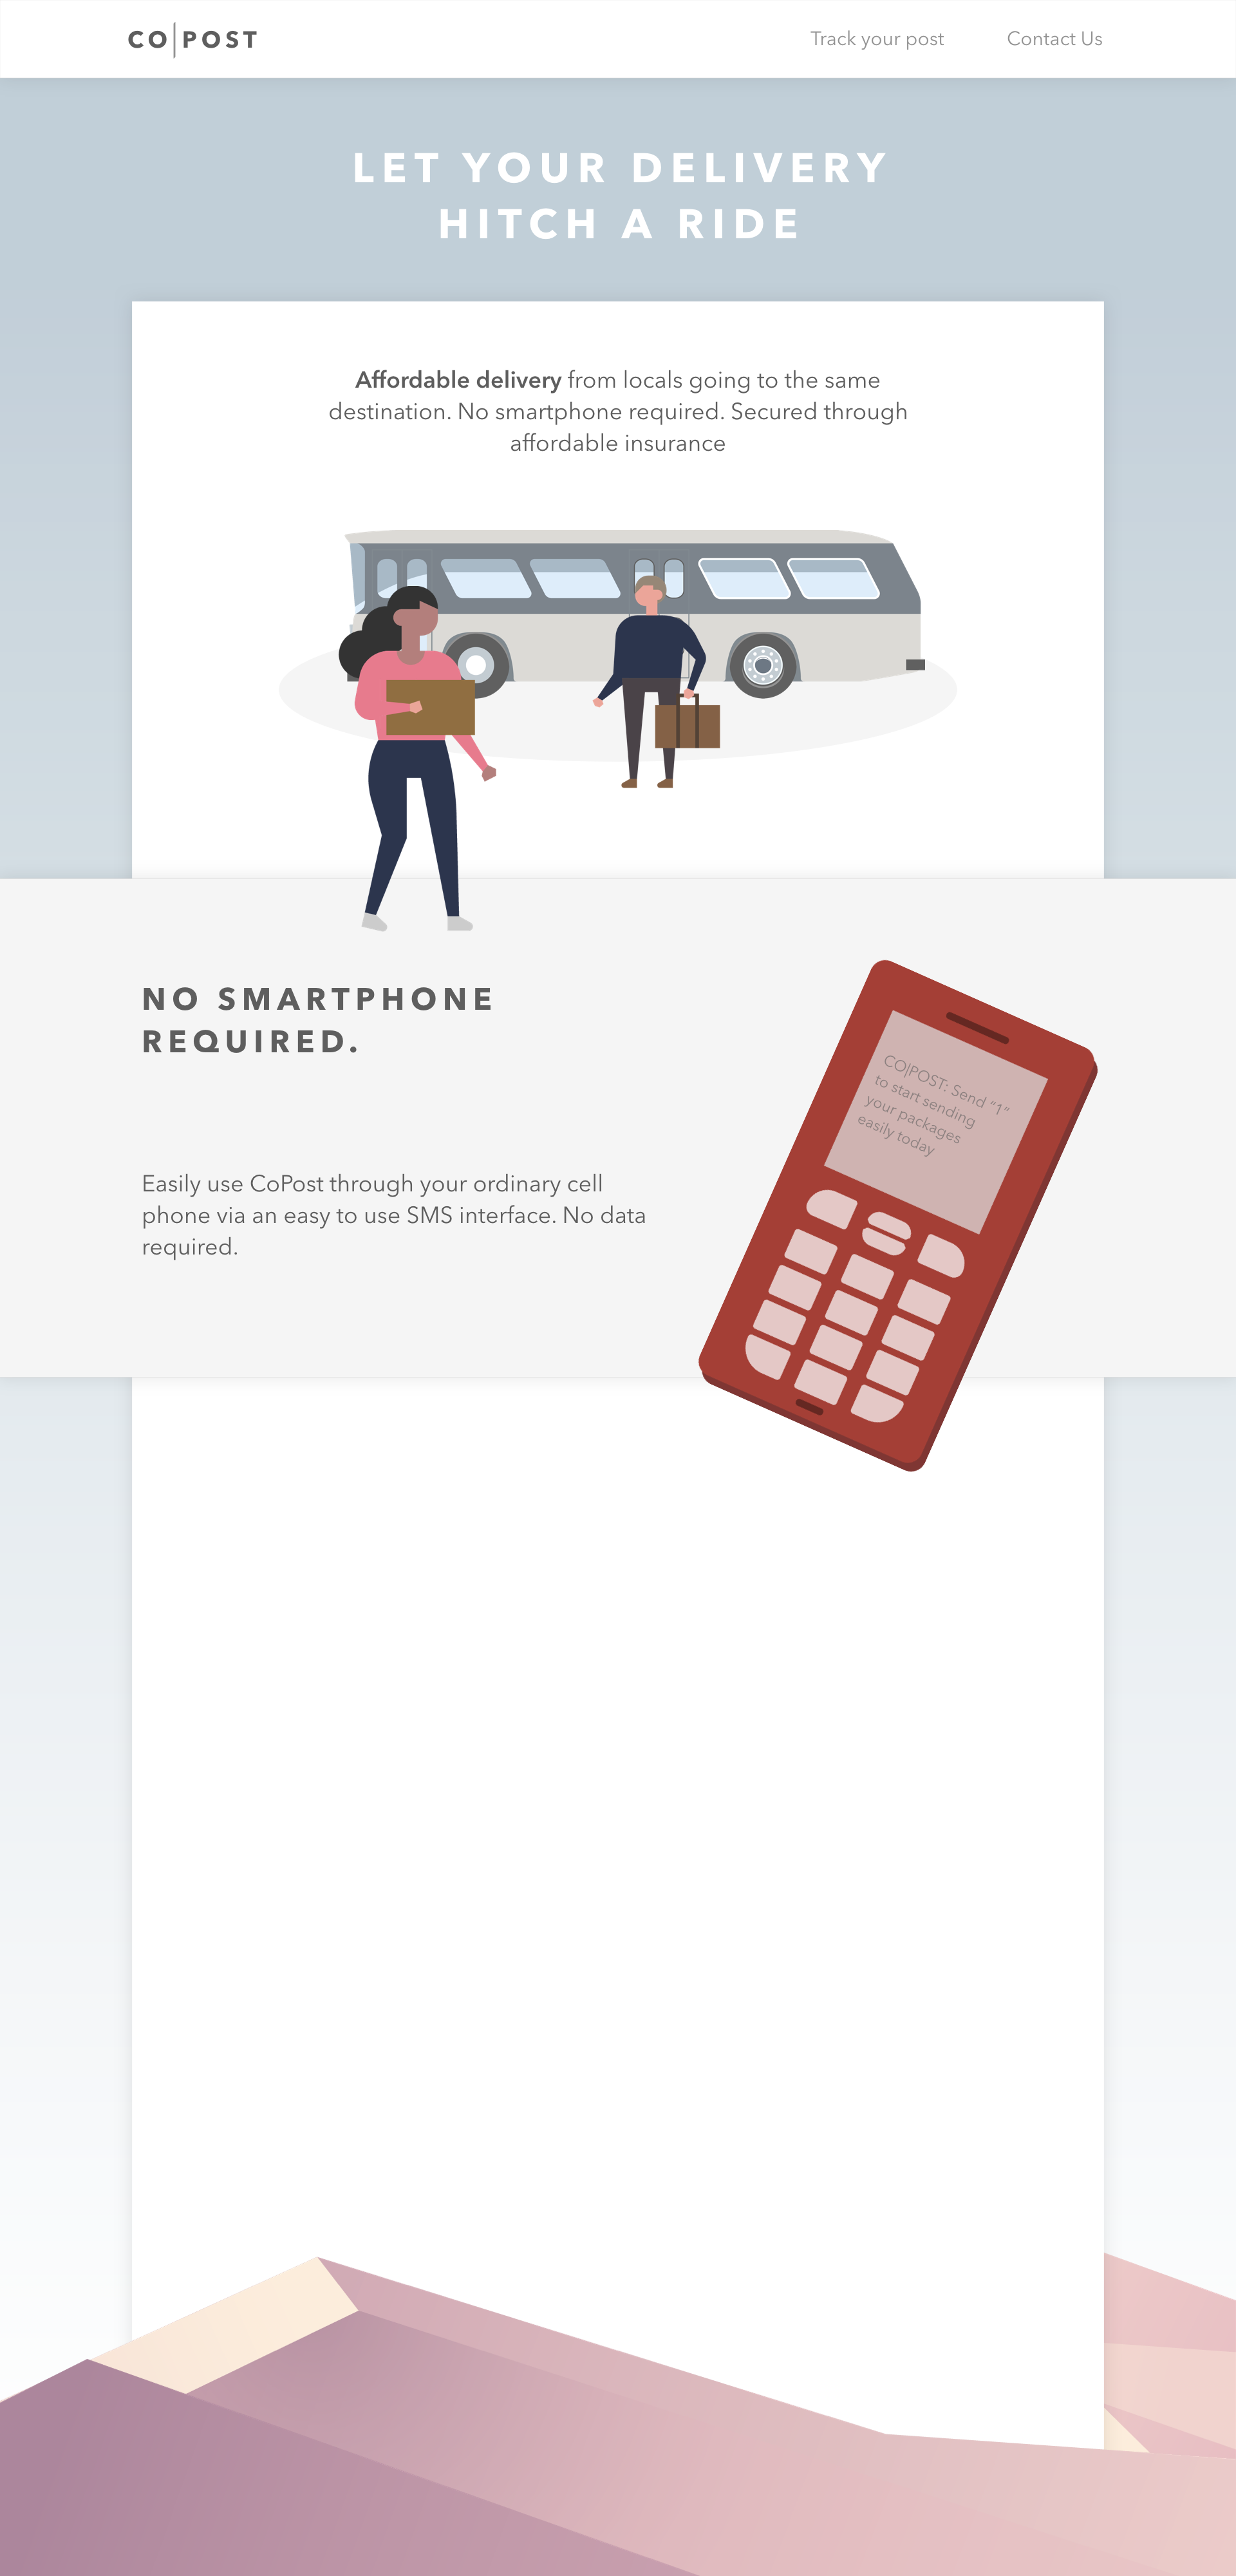 CO|POST
Track your post
Contact Us
LET YOUR DELIVERY
HITCH A RIDE
Affordable delivery from locals going to the same
destination. No smartphone required. Secured through
affordable insurance
NO SMARTPHONE
REQUIRED.
CO|POST: Send “1”
to start sending
your packages
easily today
Easily use CoPost through your ordinary cell
phone via an easy to use SMS interface. No data
required.